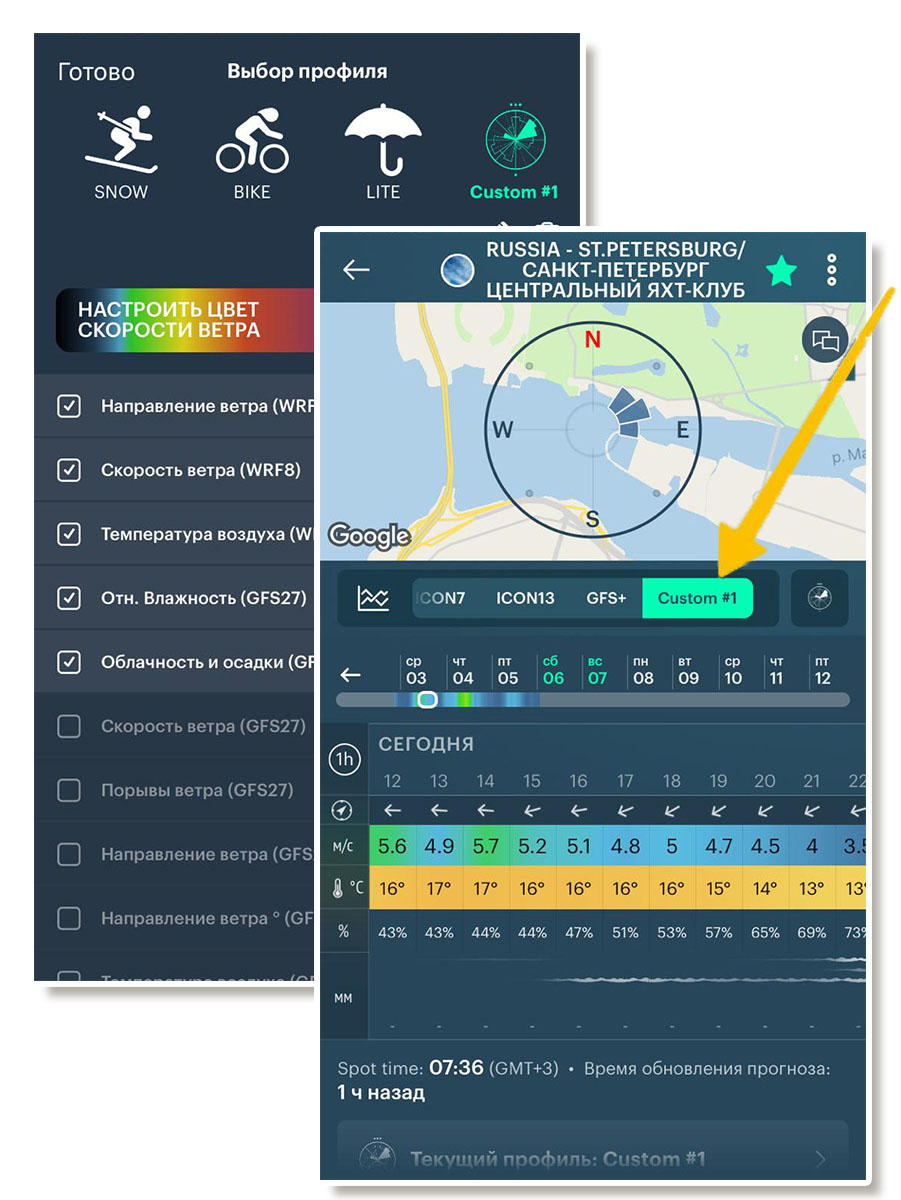 Готово
Выбор профиля
SNOW
BIKE
LITE
Custom #1
НАСТРОИТЬ ЦВЕТ
СКОРОСТИ ВЕТРА
Направление ветра (WRF
Скорость ветра (WRF8)
Температура воздуха (W
Отн. Влажность (GFS27)
Облачность и осадки (GF
Скорость ветра (GFS27)
Порывы ветра (GFS27)
Направление ветра (GFS
Направление ветра ° (GF
RUSSIA - ST.PETERSBURG/
САНКТ-ПЕТЕРБУРГ
ЦЕНТРАЛЬНЫЙ ЯХТ-КЛУБ
N
W E
S
р. Ма
Google
ICON7 ICON13 GFS+ Custom #1
ср чт пт сб вс пн вт ср чт пт
03 04 05 06 07 08 09 10 11 12
1h
СЕГОДНЯ
12 13 14 15 16 17 18 19 20 21 22
м/с 5.6 4.9 5.7 5.2 5.1 4.8 5 4.7 4.5 4 3.5
°C 16° 17° 17° 16° 16° 16° 16° 15° 14° 13° 13°
% 43% 43% 44% 44% 47% 51% 53% 57% 65% 69% 73%
мм
- - - - - - - - - - -
Spot time: 07:36 (GMT+3) • Время обновления прогноза:
1 ч назад
Текущий профиль: Custom #1